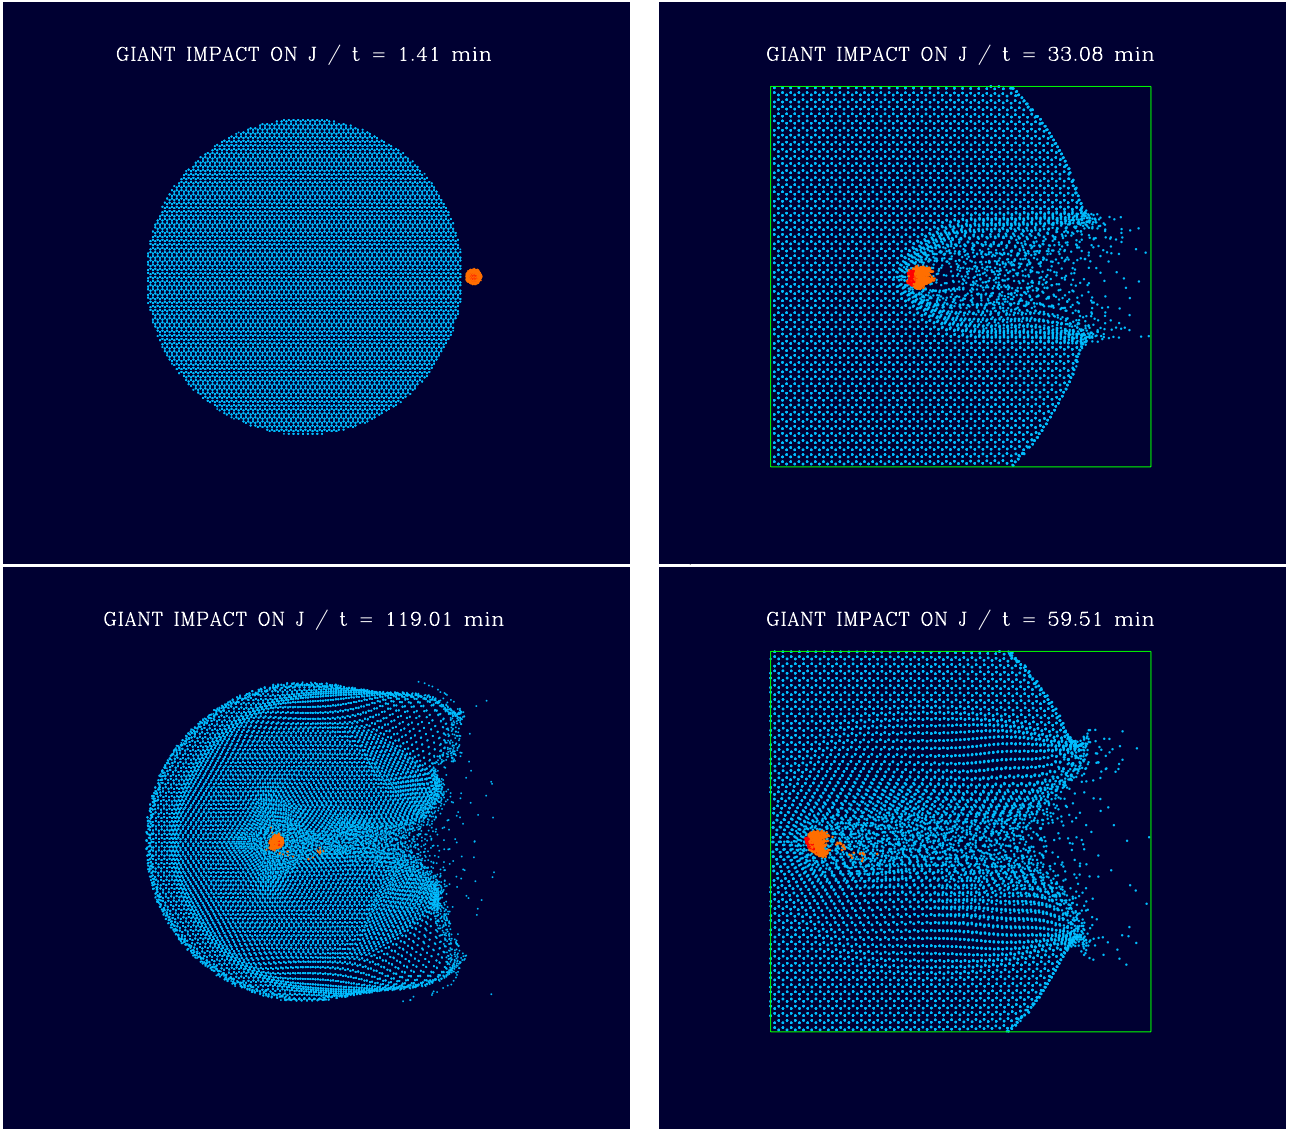 GIANT IMPACT ON J / t = 1.41 min
GIANT IMPACT ON J / t = 33.08 min
GIANT IMPACT ON J / t = 119.01 min
GIANT IMPACT ON J / t = 59.51 min